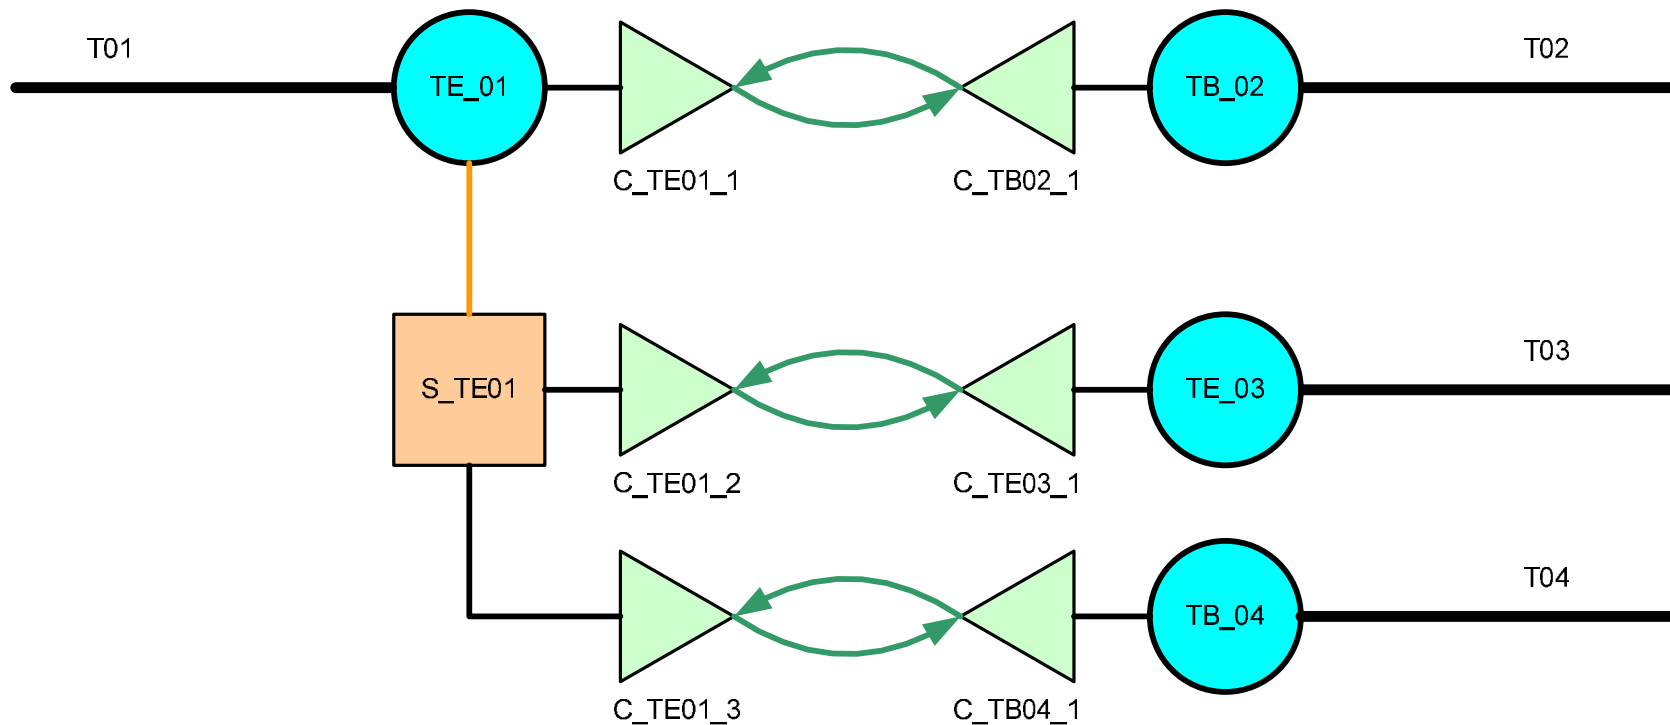 T01
TE_01
TB_02
T02
C_TE01_1
C_TB02_1
S_TE01
TE_03
T03
C_TE01_2
C_TE03_1
TB_04
T04
C_TE01_3
C_TB04_1